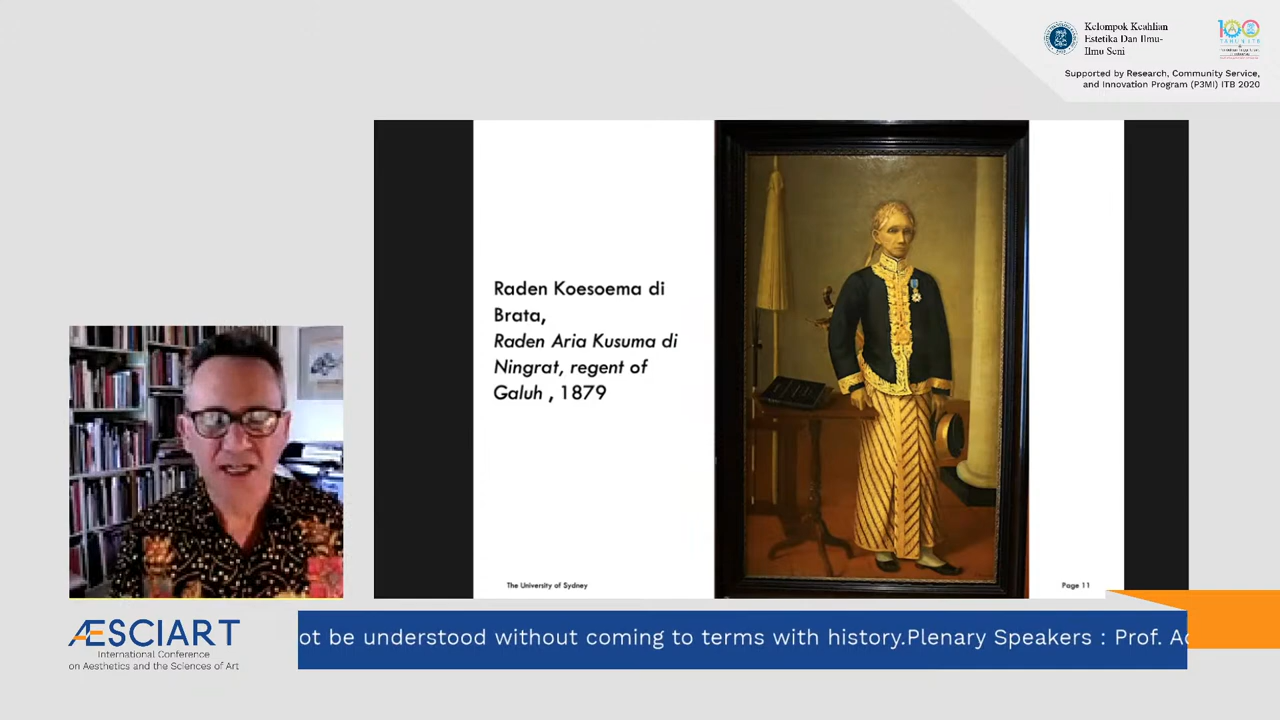 Kelompok Keahlian
Estetika Dan Ilmu-
Ilmu Seni
100
Supported by Research, Community Service,
and Innovation Program (P3MI) ITB 2020
Raden Koesoema di
Brata,
Raden Aria Kusuma di
Ningrat, regent of
Galuh , 1879
The University of Sydney
Page 11
ÆSCIART
International Conference
on Aesthetics and the Sciences of Art
ot be understood without coming to terms with history.Plenary Speakers : Prof. Ac